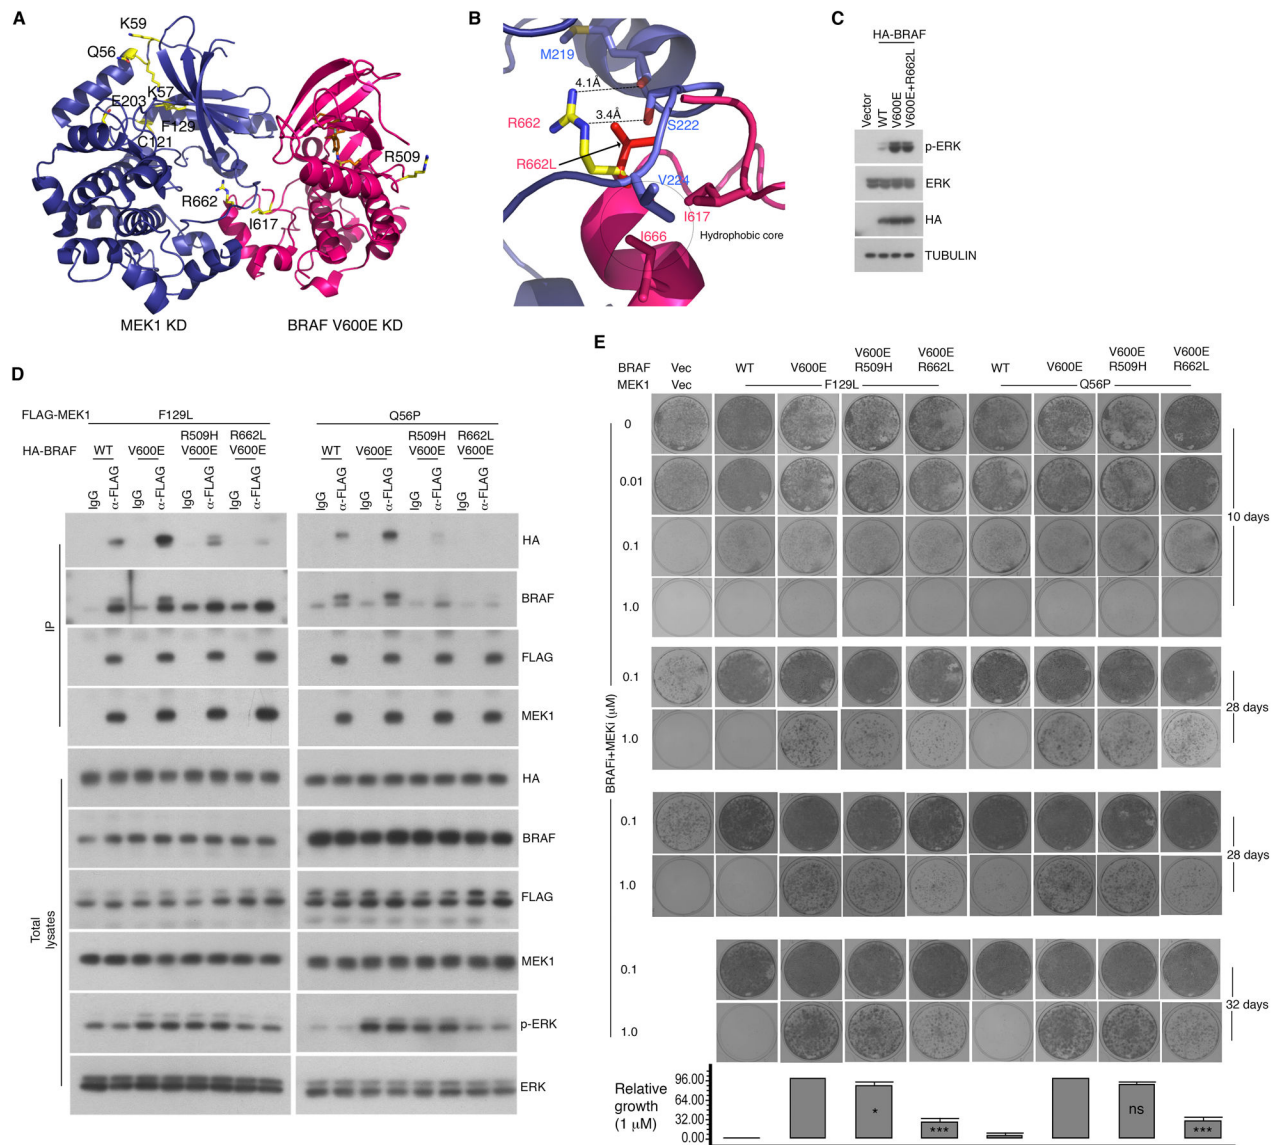 A
K59
Q56
K57
E203
F129
C121
R509
R662
I617
MEK1 KD
BRAF V600E KD
B
M219
4.1Å
3.4Å
R662
S222
R662L
V224
I617
I666
Hydrophobic core
C
HA-BRAF
Vector
WT
V600E
V600E+R662L
p-ERK
ERK
HA
TUBULIN
D
FLAG-MEK1
F129L
Q56P
HA-BRAF
WT
V600E
R509H
V600E
R662L
V600E
WT
V600E
R509H
V600E
R662L
V600E
IgG
α-FLAG
IgG
α-FLAG
IgG
α-FLAG
IgG
α-FLAG
IgG
α-FLAG
IgG
α-FLAG
IgG
α-FLAG
IgG
α-FLAG
IP
HA
BRAF
FLAG
MEK1
Total
lysates
HA
BRAF
FLAG
MEK1
p-ERK
ERK
E
BRAF
Vec
WT
V600E
V600E
R509H
V600E
R662L
WT
V600E
V600E
R509H
V600E
R662L
MEK1
Vec
F129L
Q56P
BRAFi+MEKi (μM)
0
0.01
0.1
1.0
10 days
0.1
1.0
28 days
0.1
1.0
28 days
0.1
1.0
32 days
Relative
growth
(1 μM)
96.00
64.00
32.00
0.00
*
***
ns
***